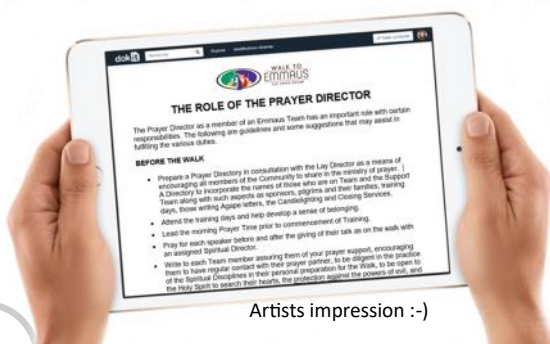 dokit
WALK TO
EMMAUS
THE ROLE OF THE PRAYER DIRECTOR
The Prayer Director as a member of an Emmaus Team has an important role with certain
responsibilities. The following are guidelines and some suggestions that may assist in
fulfilling the various duties.
BEFORE THE WALK
• Prepare a Prayer Directory in consultation with the Lay Director as a means of
encouraging all members of the Community to share in the ministry of prayer.
A Directory to incorporate the names of those who are on Team and the Support
Team along with such aspects as sponsors, pilgrims and their families, training
days, those writing Agape letters, the Candlelighting and Closing Services.
• Attend the training days and help develop a sense of belonging.
• Lead the morning Prayer Time prior to commencement of Training.
• Pray for each speaker before and after the giving of their talk as on the walk with
an assigned Spiritual Director.
• Write to each Team member assuring them of your prayer support, encouraging
them to have regular contact with their prayer partner, to be diligent in the practice
of the Spiritual Disciplines in their personal preparation for the Walk, to be open to
the Holy Spirit to search their hearts, the protection against the powers of evil, and
Artists impression :-)